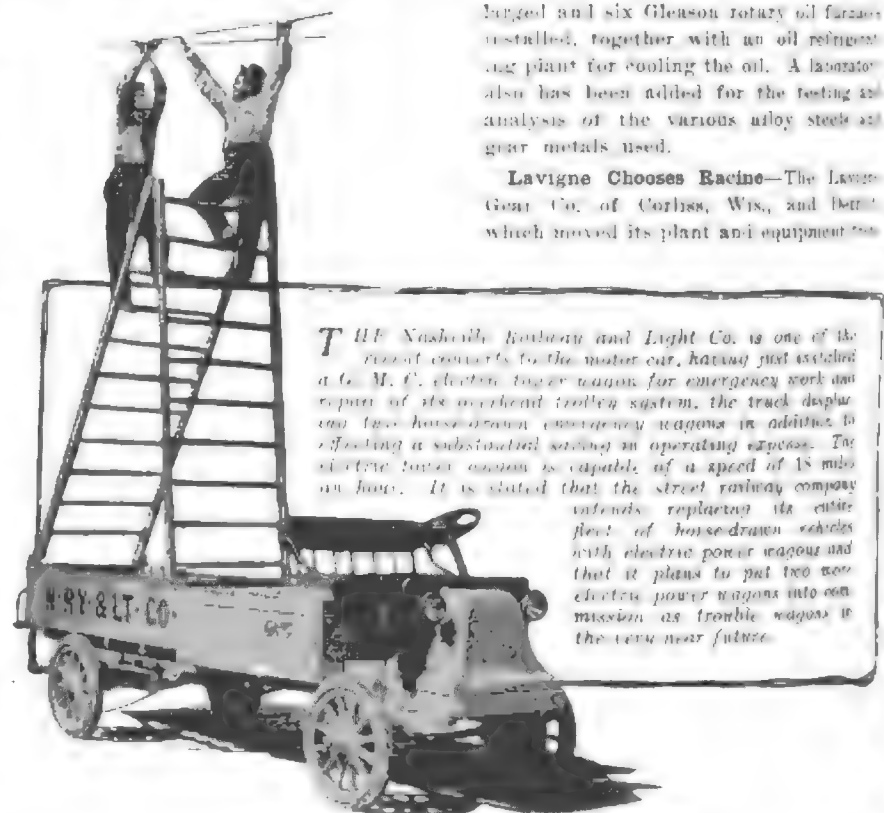 larged and six Gleason rotary oil furnaces
installed, together with an oil refrigerat-
ing plant for cooling the oil. A laboratory
also has been added for the testing and
analysis of the various alloy steels and
gear metals used.
Lavigne Chooses Racine—The Lavigne
Gear Co. of Corliss, Wis., and Detroit
which moved its plant and equipment
THE Nashville Railway and Light Co. is one of the
recent converts to the motor car, having just installed
a G. M. C. electric tower wagon for emergency work and
repair of its overhead trolley system, the truck displac-
ing two horse-drawn emergency wagons in addition to
effecting a substantial saving in operating expense. The
electric tower wagon is capable of a speed of 18 miles
an hour. It is stated that the street railway company
intends replacing its entire
fleet of horse-drawn vehicles
with electric power wagons and
that it plans to put two more
electric power wagons into com-
mission as trouble wagons in
the very near future.
N·RY·&LT·CO·